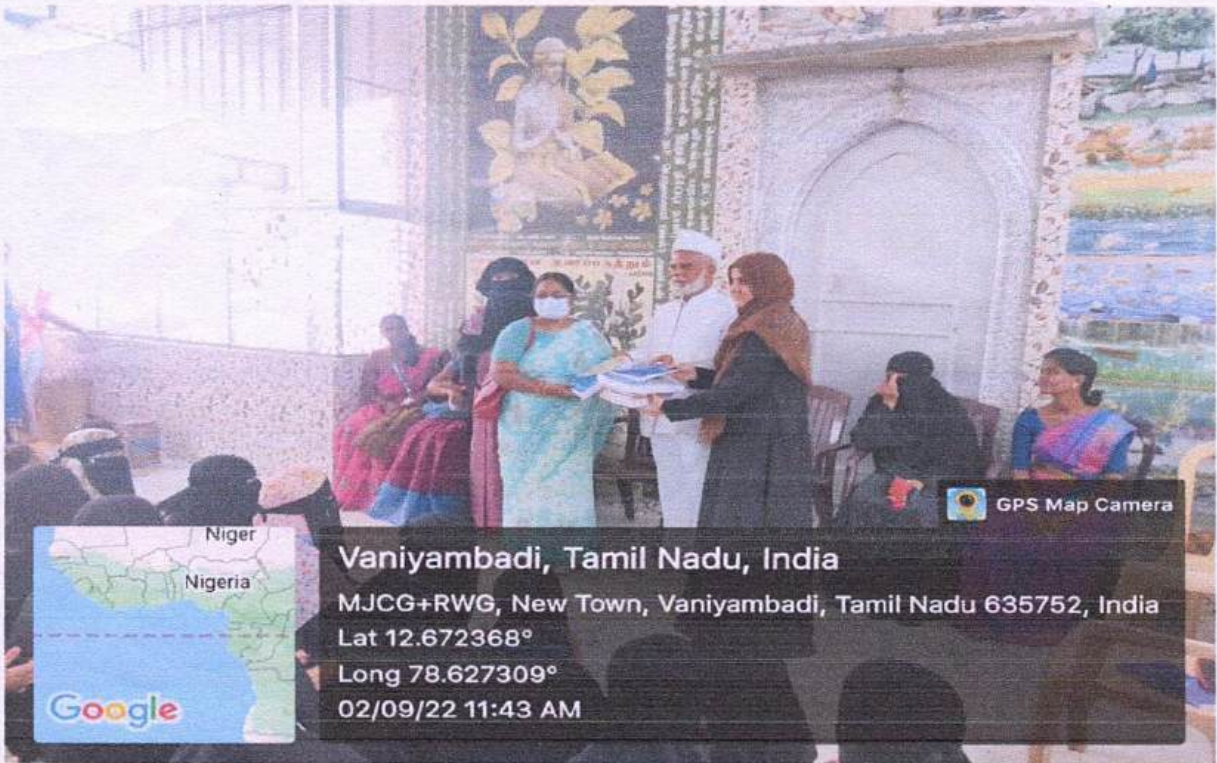 GPS Map Camera
Niger
Nigeria
Google
Vaniyambadi, Tamil Nadu, India
MJCG+RWG, New Town, Vaniyambadi, Tamil Nadu 635752, India
Lat 12.672368°
Long 78.627309°
02/09/22 11:43 AM